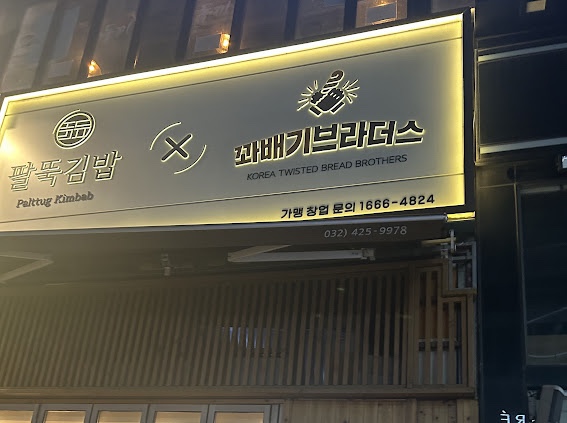 팔뚝김밥
Palttug Kimbab
꽈배기브라더스
KOREA TWISTED BREAD BROTHERS
가맹 창업 문의 1666-4824
032) 425-9978